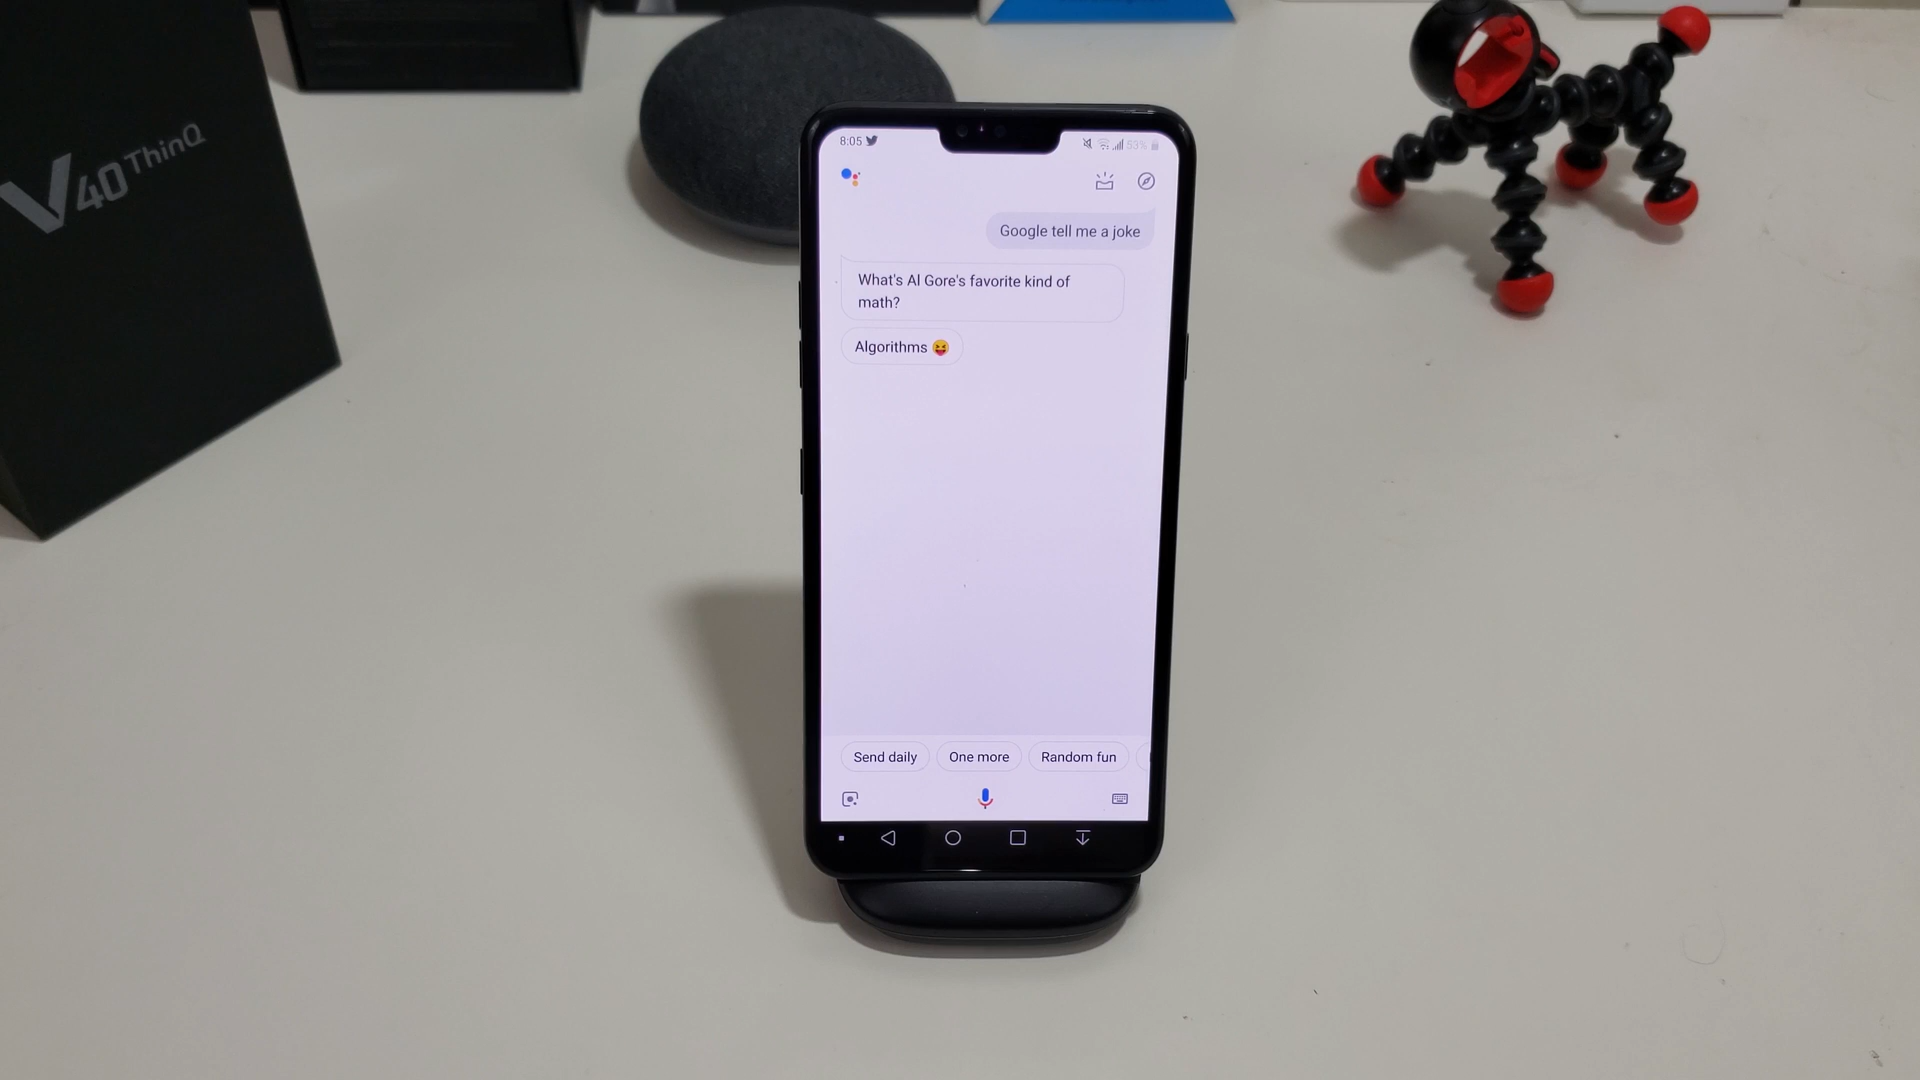 V40 ThinQ
8:05
53%
Google tell me a joke
What's Al Gore's favorite kind of
math?
Algorithms 😝
Send daily
One more
Random fun